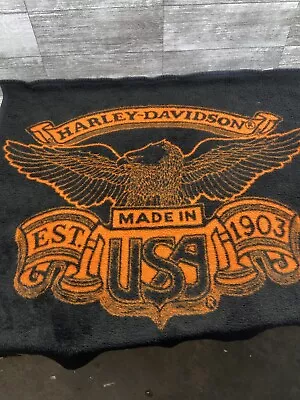 HARLEY-DAVIDSON®
MADE IN
EST. USA 1903
®